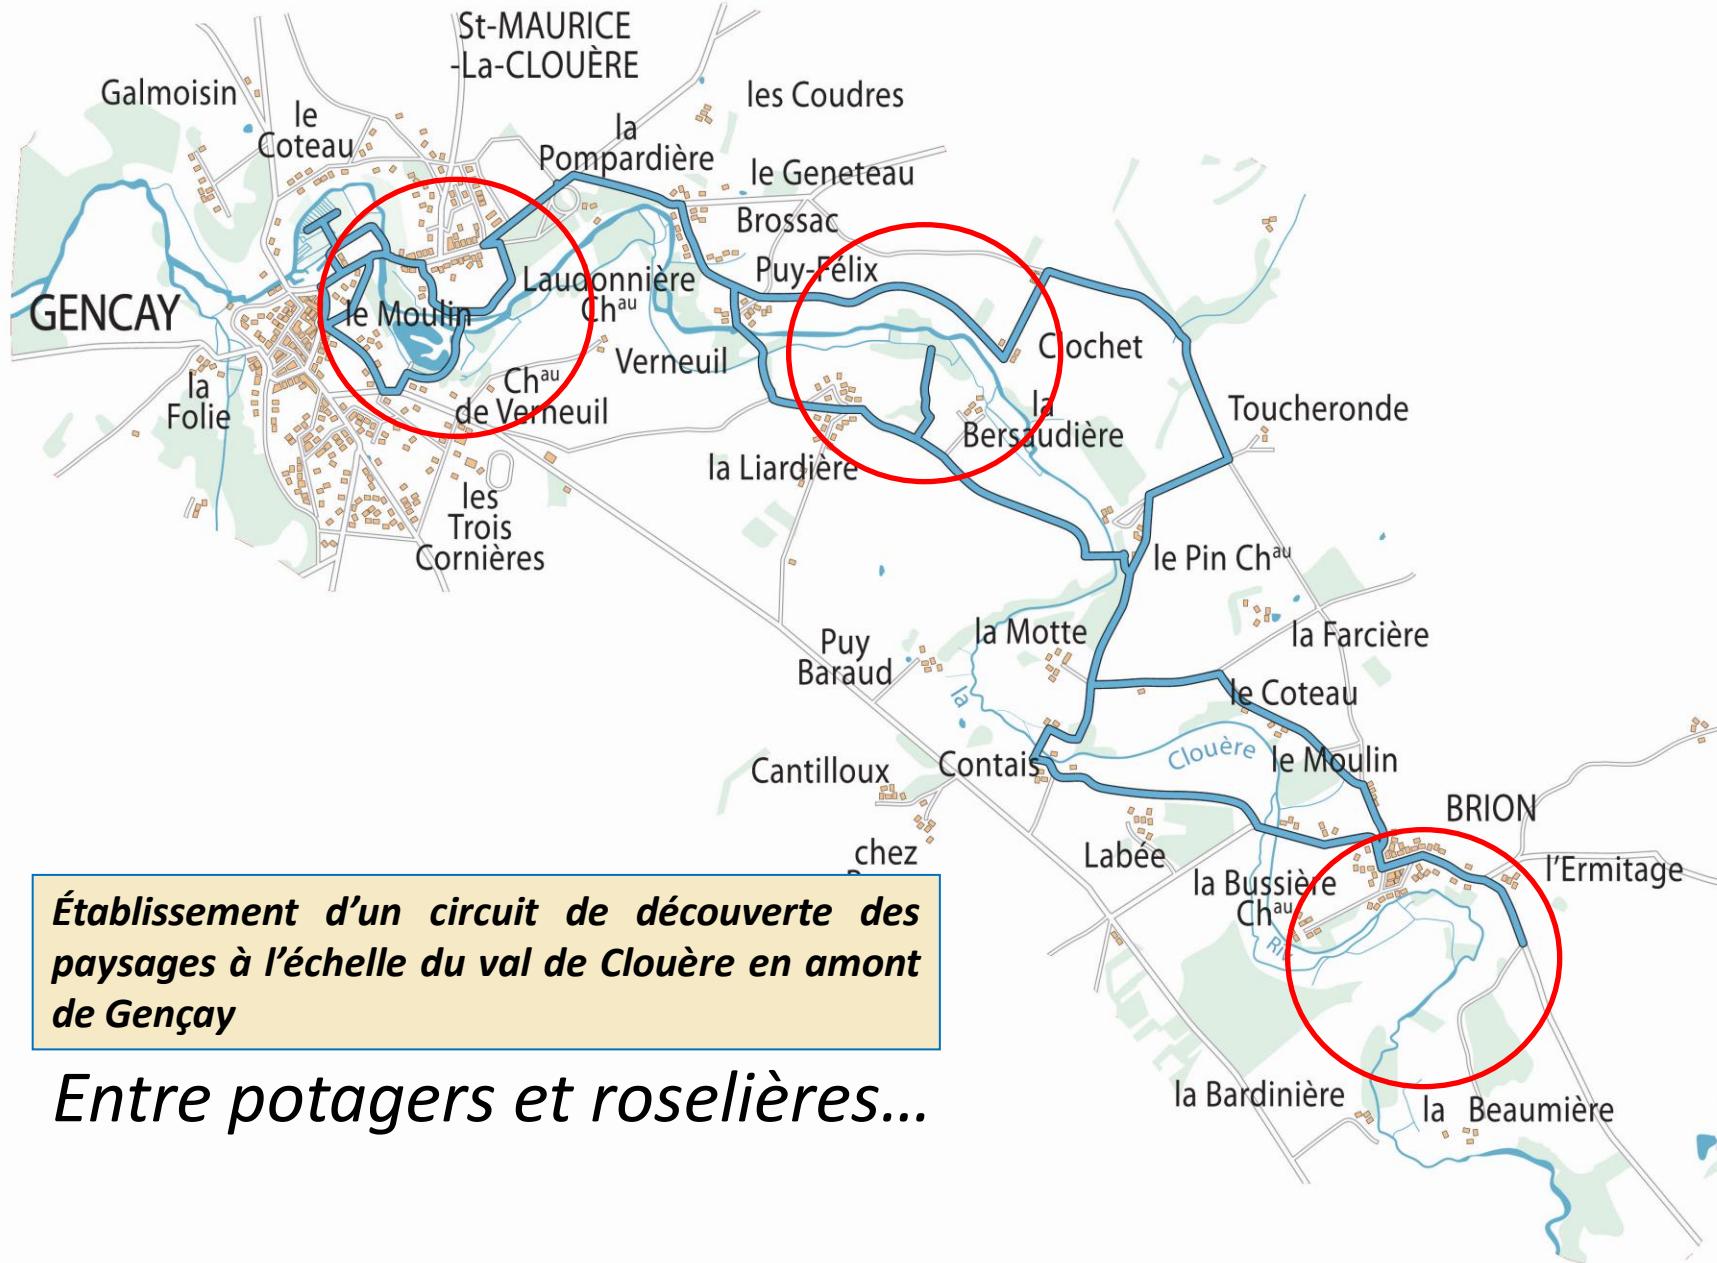 St-MAURICE
-La-CLOUÈRE
Galmoisin
le
Coteau
les Coudres
la
Pompardière
le Geneteau
Brossac
Puy-Félix
Laudonnière
Chau
GENCAY
le Moulin
Verneuil
Clochet
la
Folie
Chau
de Verneuil
la
Bersaudière
Toucheronde
la Liardière
les
Trois
Cornières
le Pin Chau
la Motte
la Farcière
Puy
Baraud
la
le Coteau
Clouère
le Moulin
Cantilloux
Contais
BRION
chez
Labée
l'Ermitage
la Bussière
Chau
Riv.
Établissement d'un circuit de découverte des
paysages à l'échelle du val de Clouère en amont
de Gençay
Entre potagers et roselières...
la Bardinière
la Beaumière